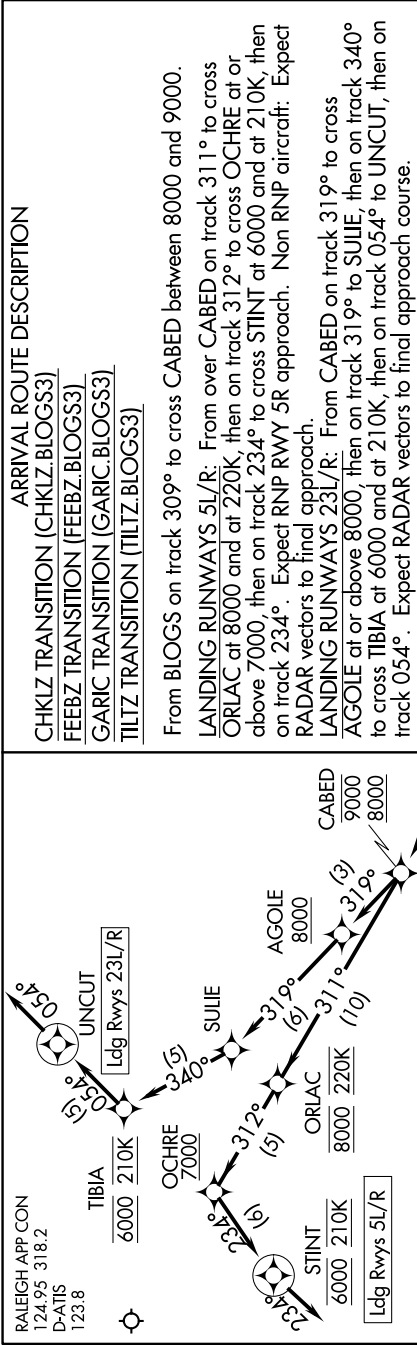 ARRIVAL ROUTE DESCRIPTION
CHKLZ TRANSITION (CHKLZ.BLOGS3)
FEEBZ TRANSITION (FEEBZ.BLOGS3)
GARIC TRANSITION (GARIC.BLOGS3)
TILTZ TRANSITION (TILTZ.BLOGS3)
From BLOGS on track 309° to cross CABED between 8000 and 9000.
LANDING RUNWAYS 5L/R: From over CABED on track 311° to cross
ORLAC at 8000 and at 220K, then on track 312° to cross OCHRE at or
above 7000, then on track 234° to cross STINT at 6000 and at 210K, then
on track 234°. Expect RNP RWY 5R approach. Non RNP aircraft: Expect
RADAR vectors to final approach.
LANDING RUNWAYS 23L/R: From CABED on track 319° to cross
AGOLE at or above 8000, then on track 319° to SULIE, then on track 340°
to cross TIBIA at 6000 and at 210K, then on track 054° to UNCUT, then on
track 054°. Expect RADAR vectors to final approach course.
RALEIGH APP CON
124.95 318.2
D-ATIS
123.8
054°
UNCUT
Ldg Rwys 23L/R
054°
(5)
TIBIA
6000 210K
(5)
340°
SULIE
319°
(6)
AGOLE
8000
(3)
319°
CABED
9000
8000
311°
(10)
ORLAC
8000 220K
312°
(5)
OCHRE
7000
234°
(6)
STINT
6000 210K
Ldg Rwys 5L/R
234°